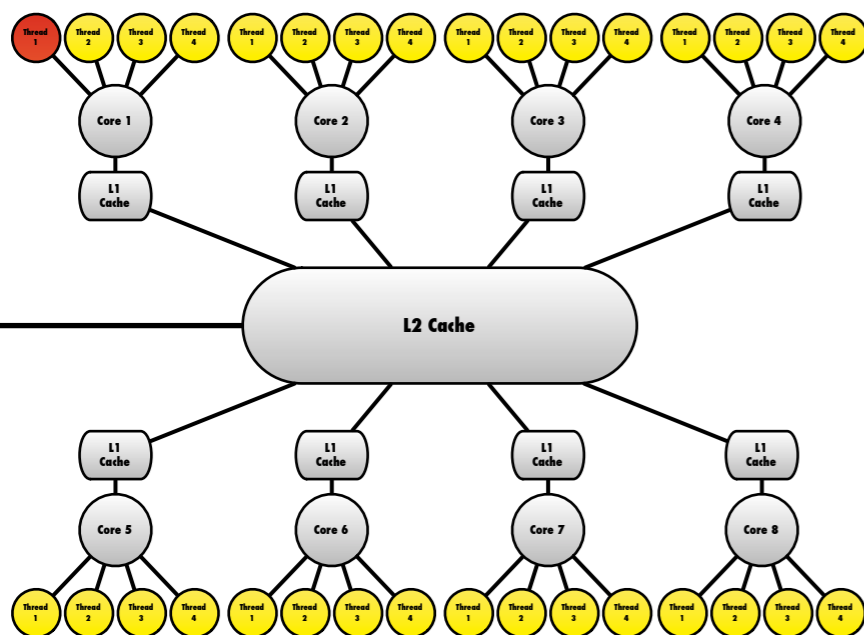 Thread
1
Thread
2
Thread
3
Thread
4
Thread
1
Thread
2
Thread
3
Thread
4
Thread
1
Thread
2
Thread
3
Thread
4
Thread
1
Thread
2
Thread
3
Thread
4
Core 1
Core 2
Core 3
Core 4
L1
Cache
L1
Cache
L1
Cache
L1
Cache
L2 Cache
L1
Cache
L1
Cache
L1
Cache
L1
Cache
Core 5
Core 6
Core 7
Core 8
Thread
1
Thread
2
Thread
3
Thread
4
Thread
1
Thread
2
Thread
3
Thread
4
Thread
1
Thread
2
Thread
3
Thread
4
Thread
1
Thread
2
Thread
3
Thread
4